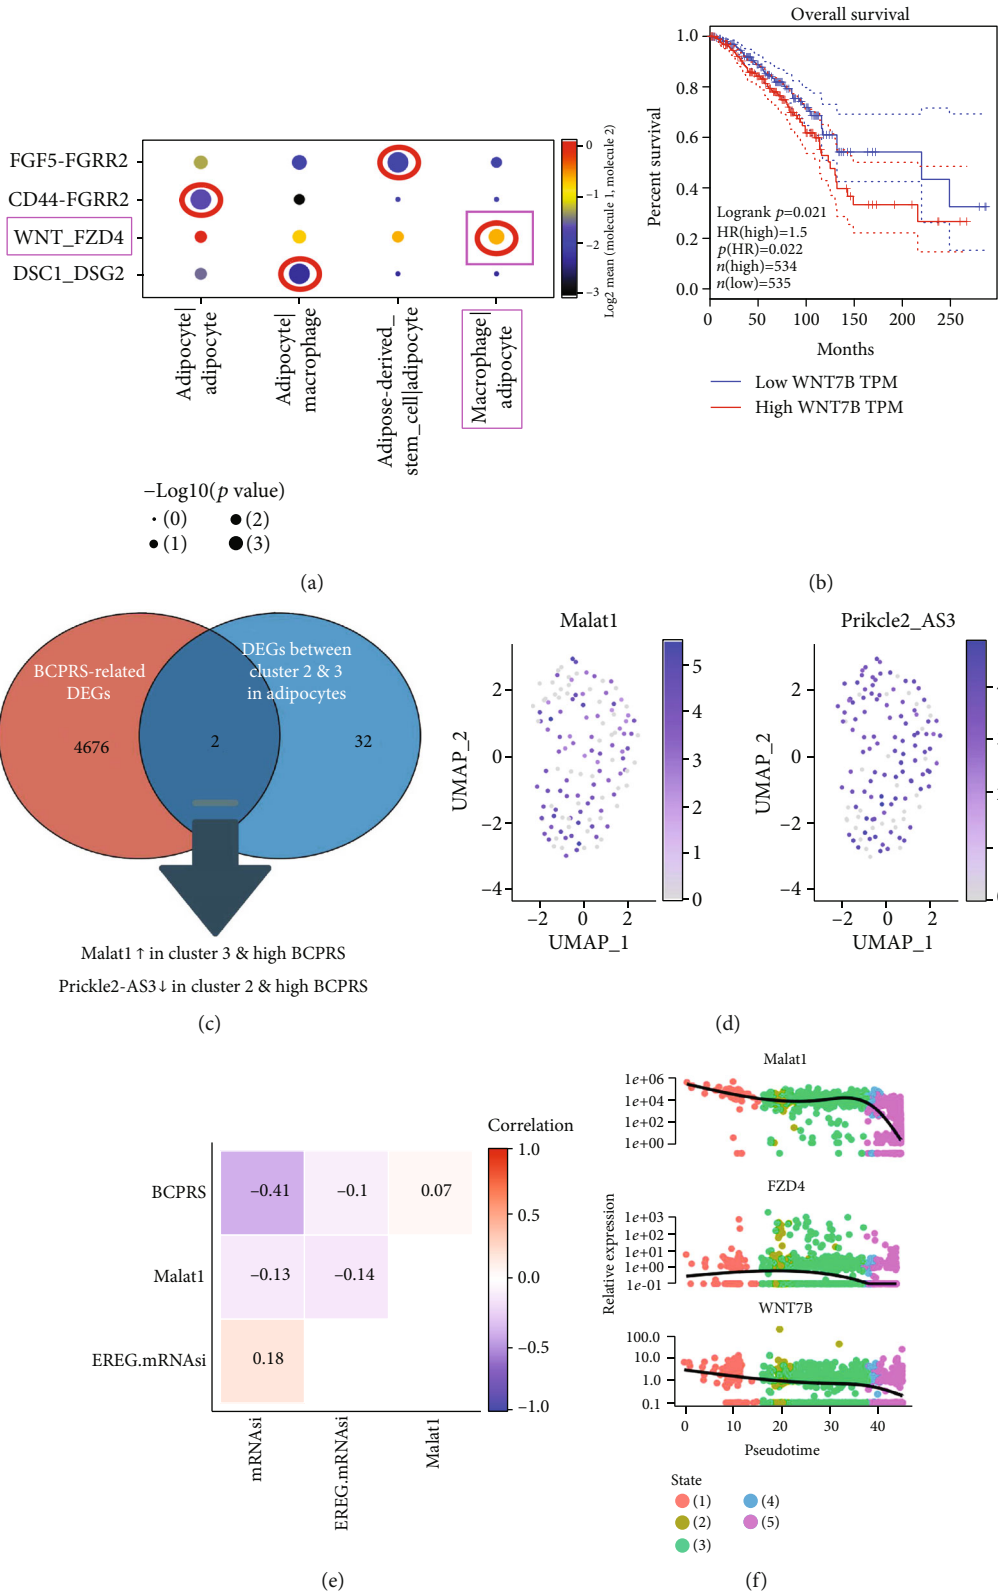 FGF5-FGRR2
CD44-FGRR2
WNT_FZD4
DSC1_DSG2
Adipocyte|
adipocyte
Adipocyte|
macrophage
Adipose-derived_
stem_cell|adipocyte
Macrophage|
adipocyte
0
−1
−2
−3
Log2 mean (molecule 1, molecule 2)
−Log10(p value)
(0)
(2)
(1)
(3)
(a)
Overall survival
Percent survival
1.0
0.8
0.6
0.4
0.2
0.0
Logrank p=0.021
HR(high)=1.5
p(HR)=0.022
n(high)=534
n(low)=535
0
50
100
150
200
250
Months
Low WNT7B TPM
High WNT7B TPM
(b)
BCPRS-related
DEGs
DEGs between
cluster 2 & 3
in adipocytes
4676
2
32
Malat1 ↑ in cluster 3 & high BCPRS
Prickle2-AS3↓ in cluster 2 & high BCPRS
(c)
Malat1
UMAP_2
2
0
−2
−4
−2
0
2
UMAP_1
5
4
3
2
1
0
Prikcle2_AS3
UMAP_2
2
0
−2
−4
−2
0
2
UMAP_1
(d)
Correlation
1.0
0.5
0.0
−0.5
−1.0
BCPRS
−0.41
−0.1
0.07
Malat1
−0.13
−0.14
EREG.mRNAsi
0.18
mRNAsi
EREG.mRNAsi
Malat1
(e)
Malat1
1e+06
1e+04
1e+02
1e+00
FZD4
Relative expression
1e+03
1e+02
1e+01
1e+00
1e−01
WNT7B
100.0
10.0
1.0
0.1
0
10
20
30
40
Pseudotime
State
(1)
(4)
(2)
(5)
(3)
(f)